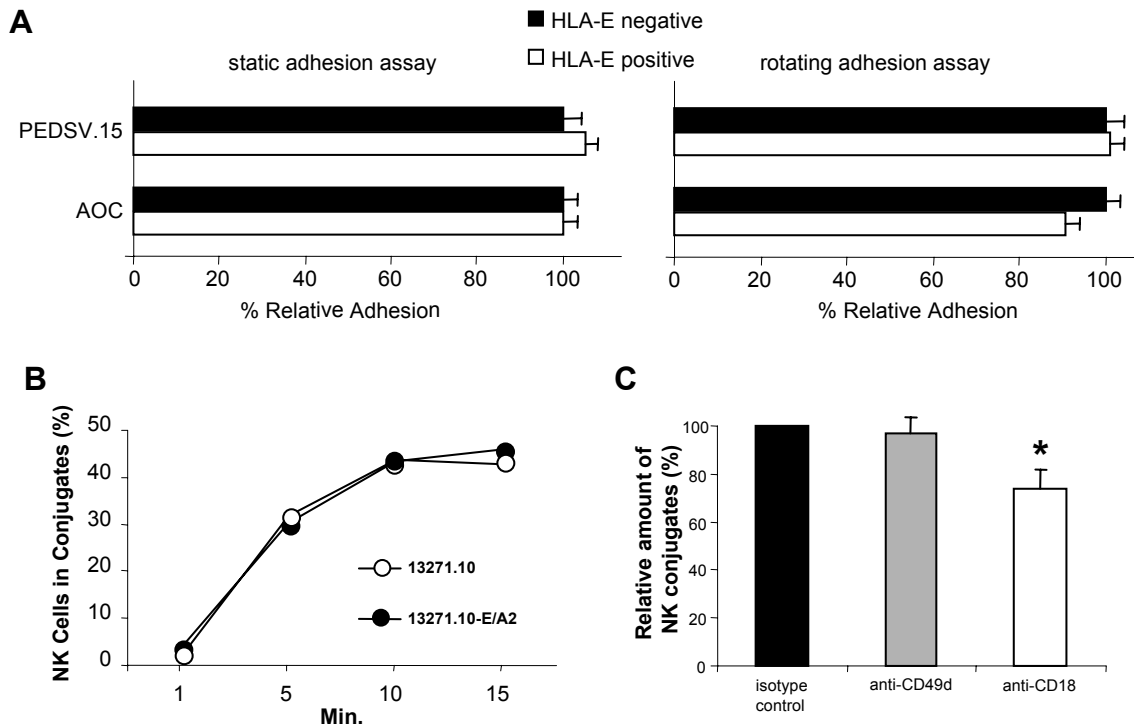 A
HLA-E negative
HLA-E positive
static adhesion assay
rotating adhesion assay
PEDSV.15
AOC
0 20 40 60 80 100
0 20 40 60 80 100
% Relative Adhesion
% Relative Adhesion
B
NK Cells in Conjugates (%)
50
40
30
20
10
0
13271.10
13271.10-E/A2
1 5 10 15
Min.
C
Relative amount of
NK conjugates (%)
100
80
60
40
20
0
*
isotype
control
anti-CD49d
anti-CD18